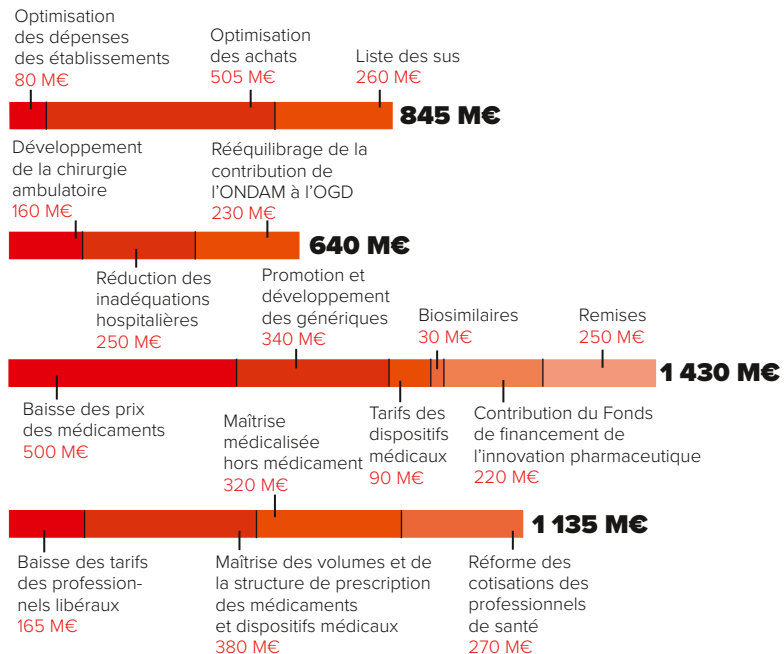 Optimisation
des dépenses
des établissements
80 M€
Optimisation
des achats
505 M€
Liste des sus
260 M€
845 M€
Développement
de la chirurgie
ambulatoire
160 M€
Rééquilibrage de la
contribution de
l'ONDAM à l'OGD
230 M€
640 M€
Réduction des
inadéquations
hospitalières
250 M€
Promotion et
développement
des génériques
340 M€
Biosimilaires
30 M€
Remises
250 M€
1 430 M€
Baisse des prix
des médicaments
500 M€
Maîtrise
médicalisée
hors médicament
320 M€
Tarifs des
dispositifs
médicaux
90 M€
Contribution du Fonds
de financement de
l'innovation pharmaceutique
220 M€
1 135 M€
Baisse des tarifs
des profession-
nels libéraux
165 M€
Maîtrise des volumes et de
la structure de prescription
des médicaments
et dispositifs médicaux
380 M€
Réforme des
cotisations des
professionnels
de santé
270 M€